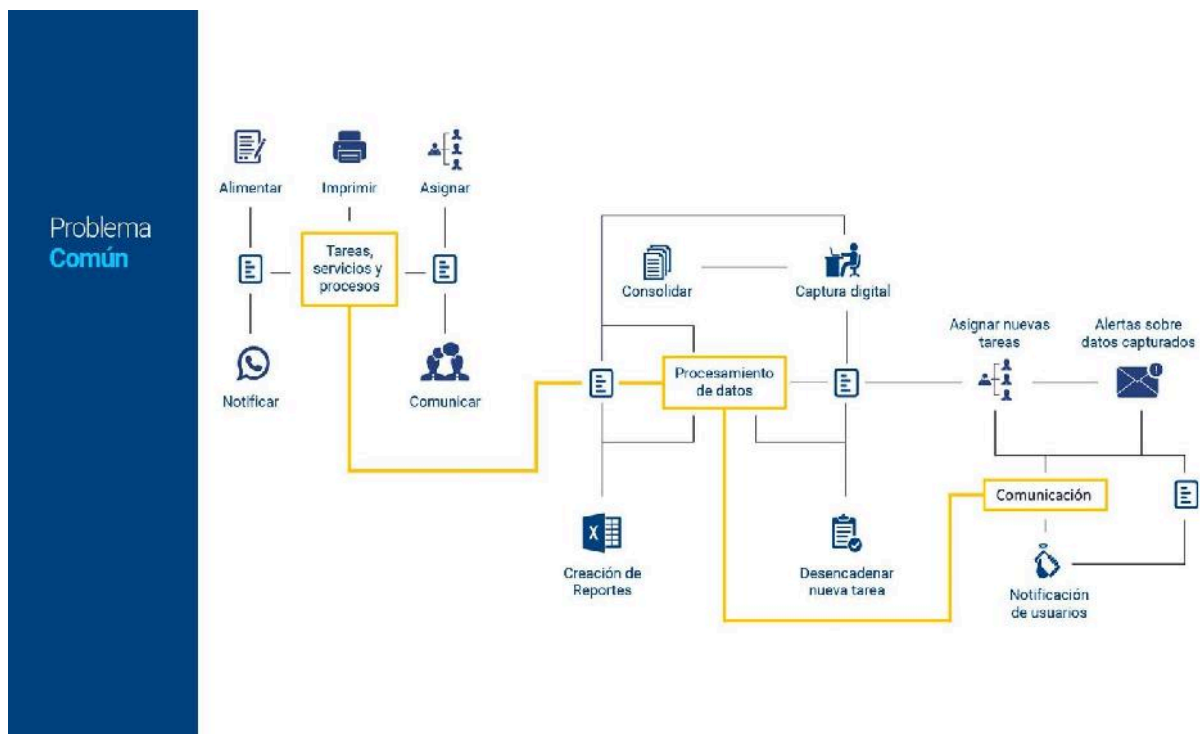 Problema
Común
Alimentar
Imprimir
Asignar
Tareas,
servicios y
procesos
Notificar
Comunicar
Consolidar
Captura digital
Procesamiento
de datos
Creación de
Reportes
Desencadenar
nueva tarea
Asignar nuevas
tareas
Alertas sobre
datos capturados
Comunicación
Notificación
de usuarios